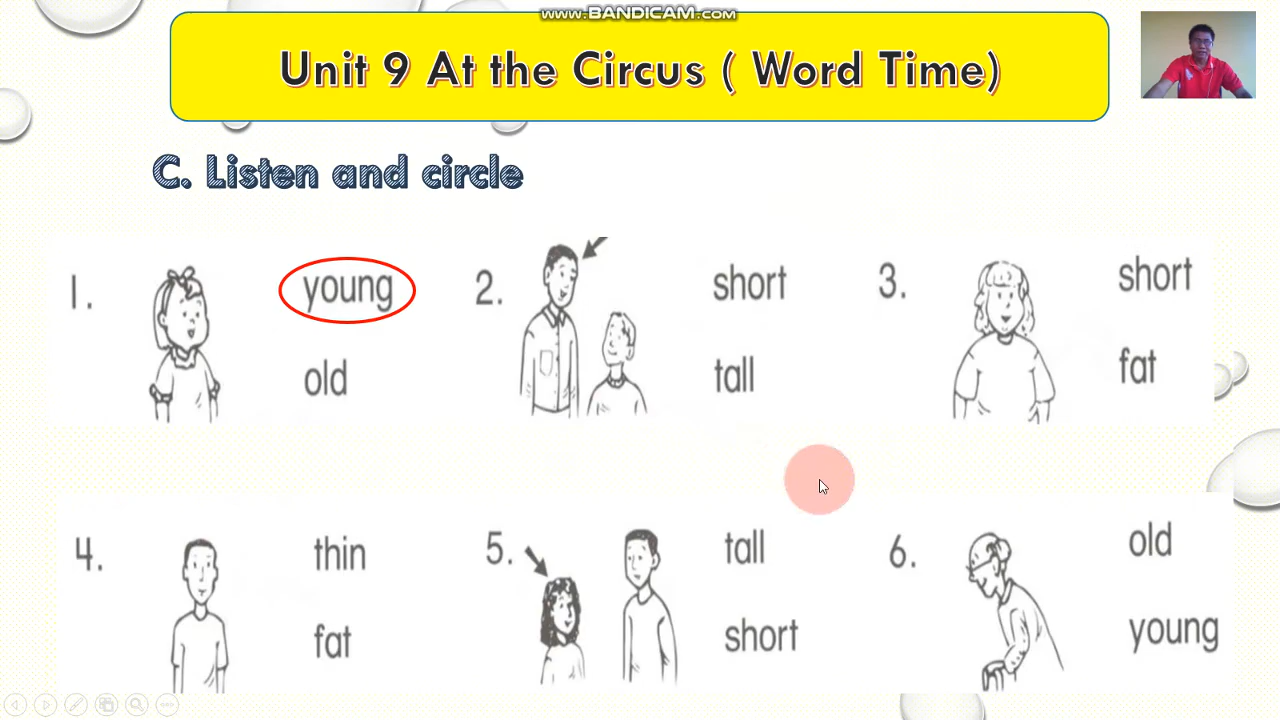 www.BANDICAM.com
Unit 9 At the Circus ( Word Time)
C. Listen and circle
1. young
old
2. short
tall
3. short
fat
4. thin
fat
5. tall
short
6. old
young